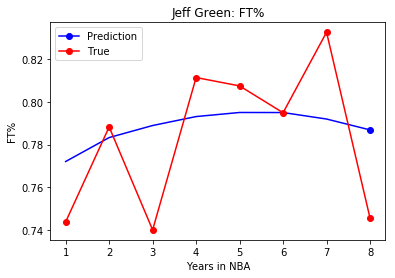 Jeff Green: FT%
Prediction
True
FT%
0.82
0.80
0.78
0.76
0.74
1 2 3 4 5 6 7 8
Years in NBA